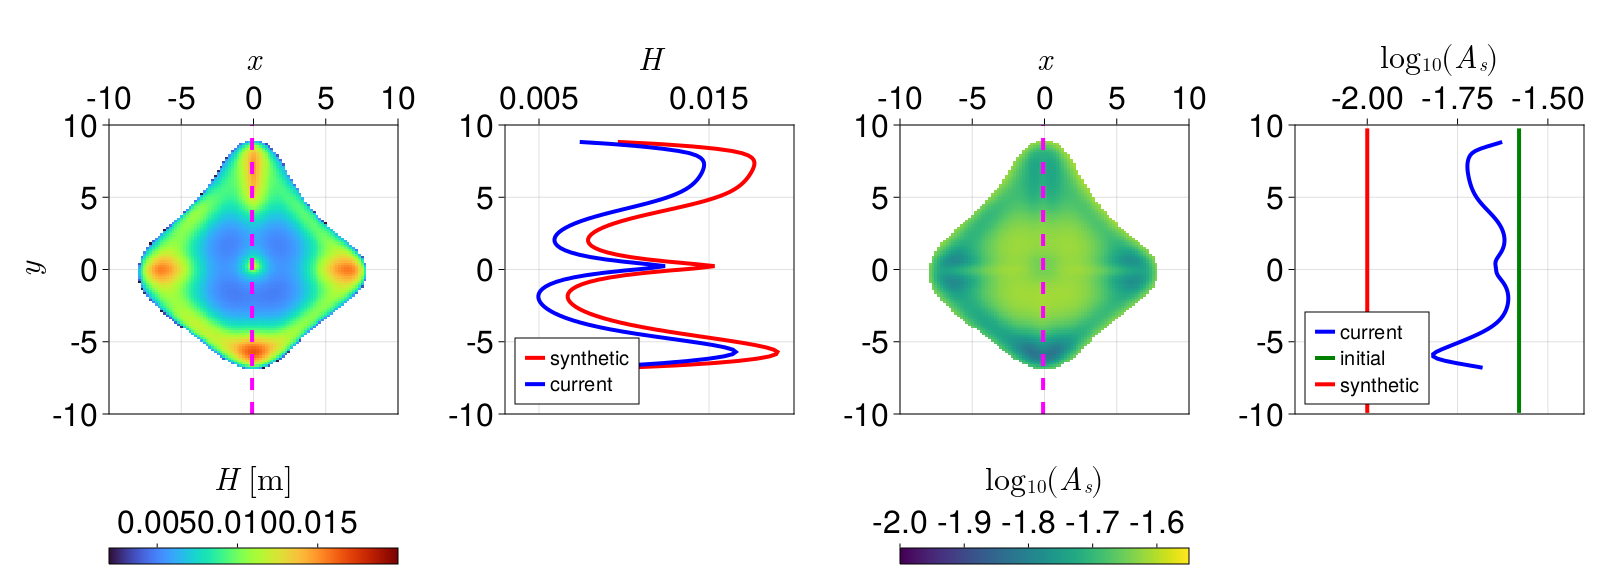 x
-10 -5 0 5 10
10
5
0
-5
-10
y
H [m]
0.0050.0100.015
H
0.005 0.015
10
5
0
-5
-10
synthetic
current
x
-10 -5 0 5 10
10
5
0
-5
-10
log₁₀(Aₛ)
-2.0 -1.9 -1.8 -1.7 -1.6
log₁₀(Aₛ)
-2.00 -1.75 -1.50
10
5
0
-5
-10
current
initial
synthetic